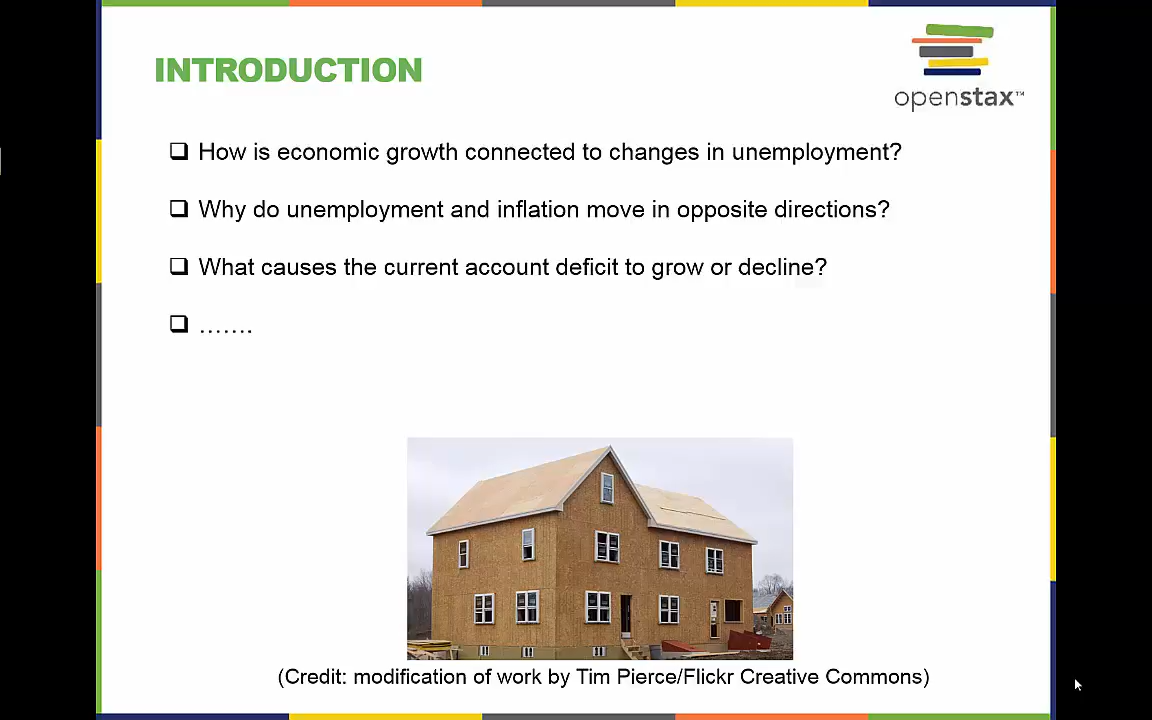 INTRODUCTION
openstax™
How is economic growth connected to changes in unemployment?
Why do unemployment and inflation move in opposite directions?
What causes the current account deficit to grow or decline?
…….
(Credit: modification of work by Tim Pierce/Flickr Creative Commons)